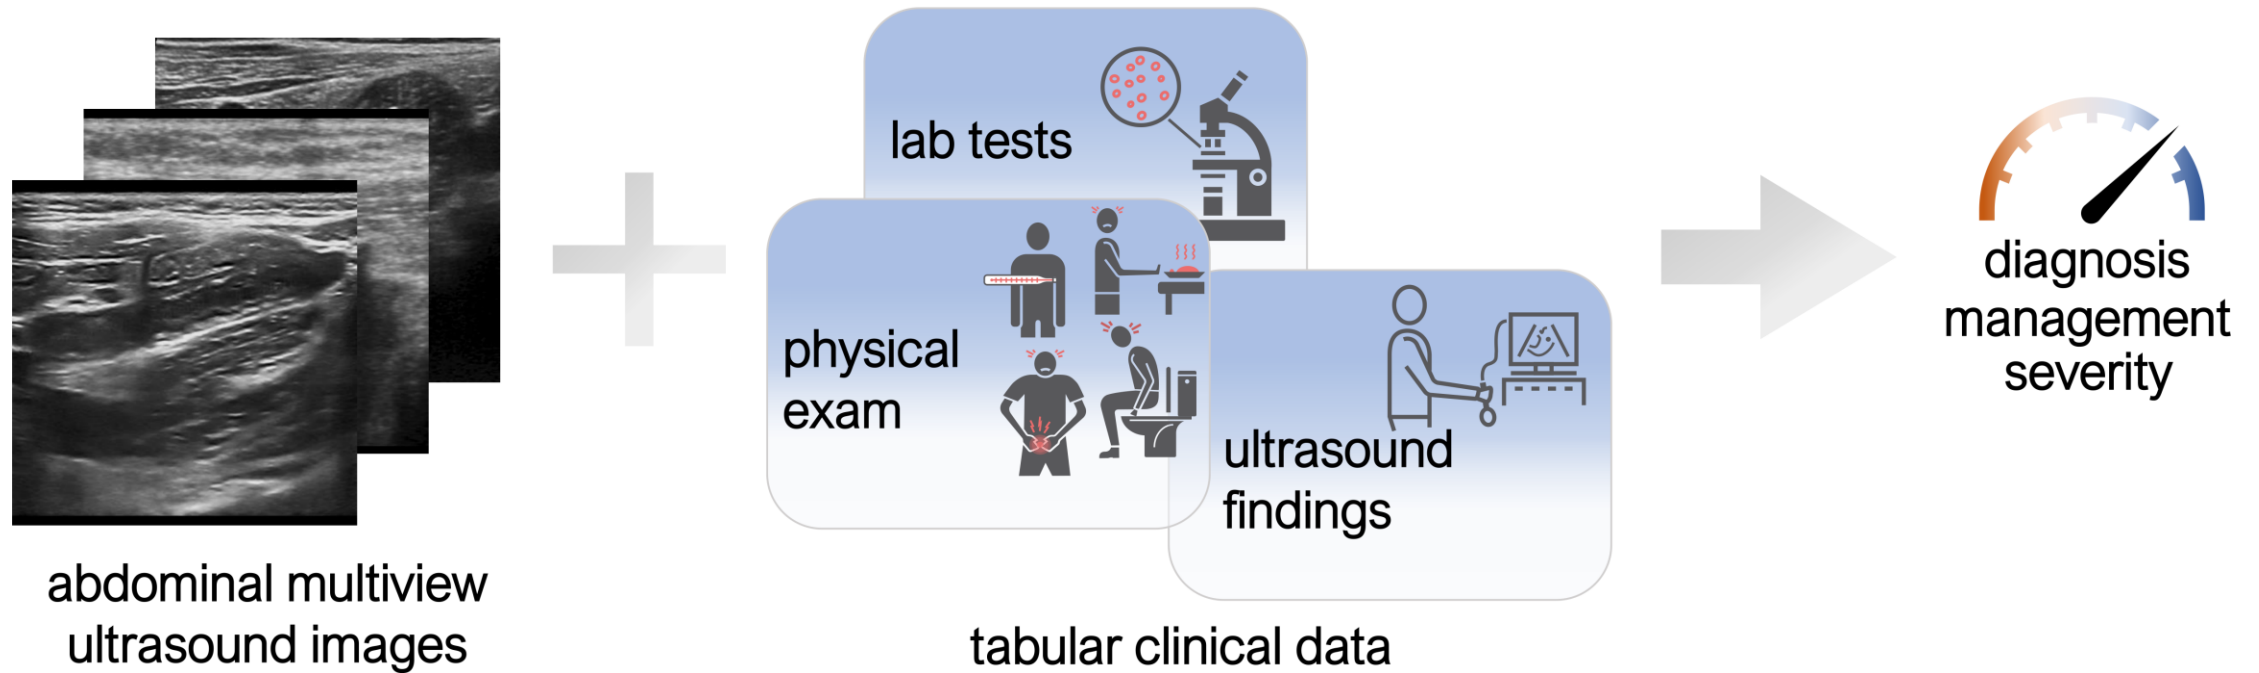 abdominal multiview
ultrasound images
lab tests
physical
exam
ultrasound
findings
tabular clinical data
diagnosis
management
severity